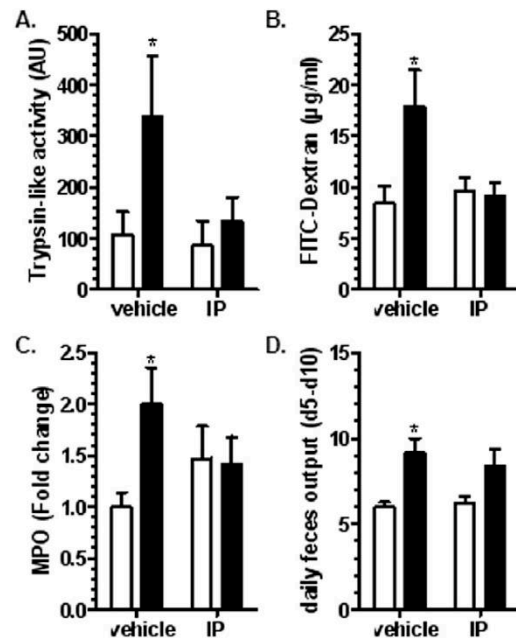 A.
Trypsin-like activity (AU)
500
400
300
200
100
0
*
vehicle IP
B.
FITC-Dextran (µg/ml)
25
20
15
10
5
0
*
vehicle IP
C.
MPO (Fold change)
2.5
2.0
1.5
1.0
0.5
0.0
*
vehicle IP
D.
daily feces output (d5-d10)
15
10
5
0
*
vehicle IP